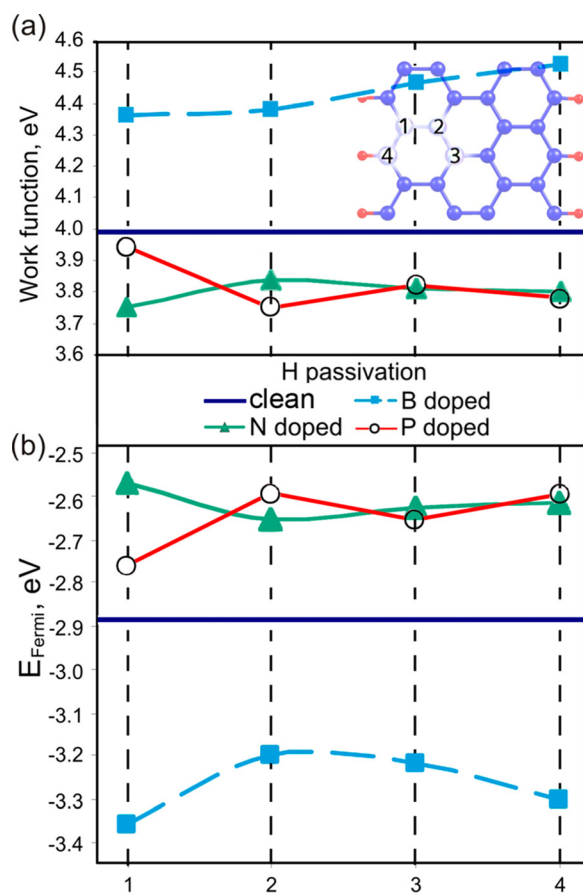 (a)
4.6
4.5
4.4
4.3
4.2
4.1
4.0
3.9
3.8
3.7
3.6
Work function, eV
1 2
4 3
H passivation
clean B doped
N doped P doped
(b)
-2.5
-2.6
-2.7
-2.8
-2.9
-3.0
-3.1
-3.2
-3.3
-3.4
E_Fermi, eV
1 2 3 4